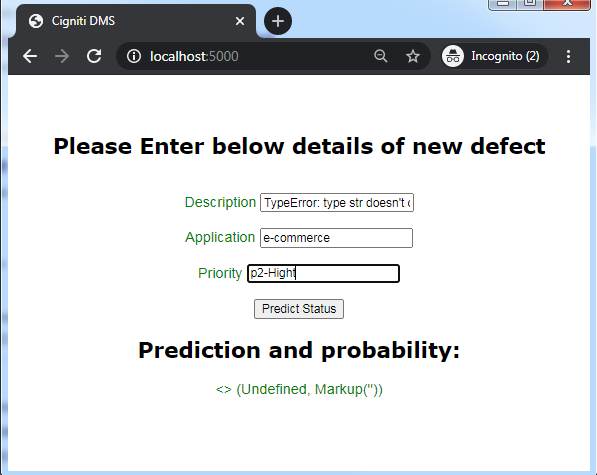 Cigniti DMS
localhost:5000
Incognito (2)
Please Enter below details of new defect
Description TypeError: type str doesn't
Application e-commerce
Priority p2-Hight
Predict Status
Prediction and probability:
<> (Undefined, Markup(''))